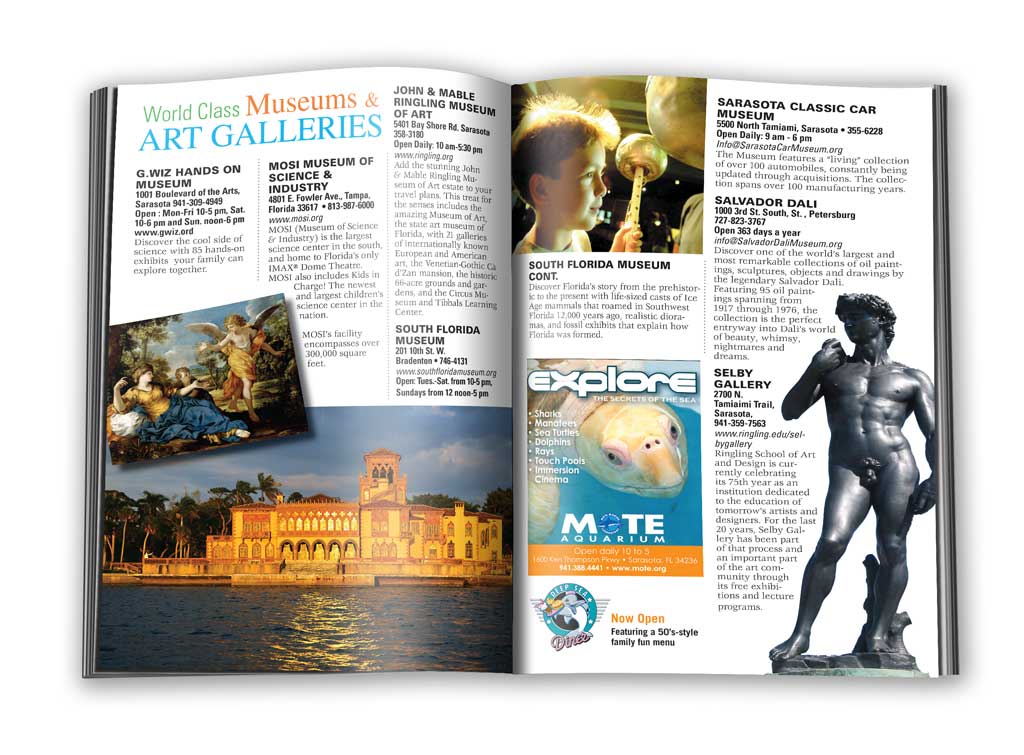 World Class Museums &
ART GALLERIES
G.WIZ HANDS ON
MUSEUM
1001 Boulevard of the Arts,
Sarasota 941-309-4949
Open : Mon-Fri 10-5 pm, Sat.
10-6 pm and Sun. noon-6 pm
www.gwiz.ord
Discover the cool side of
science with 85 hands-on
exhibits your family can
explore together.
MOSI MUSEUM OF
SCIENCE &
INDUSTRY
4801 E. Fowler Ave., Tampa,
Florida 33617 • 813-987-6000
www.mosi.org
MOSI (Museum of Science
& Industry) is the largest
science center in the south,
and home to Florida's only
IMAX® Dome Theatre.
MOSI also includes Kids in
Charge! The newest
and largest children's
science center in the
nation.
MOSI's facility
encompasses over
300,000 square
feet.
JOHN & MABLE
RINGLING MUSEUM
OF ART
5401 Bay Shore Rd. Sarasota
358-3180
Open Daily: 10 am-5:30 pm
www.ringling.org
Add the stunning John
& Mable Ringling Mu-
seum of Art estate to your
travel plans. This treat for
the senses includes the
amazing Museum of Art,
the state art museum of
Florida, with 21 galleries
of internationally known
European and American
art, the Venetian-Gothic Cà
d'Zan mansion, the historic
66-acre grounds and gar-
dens, and the Circus Mu-
seum and Tibbals Learning
Center.
SOUTH FLORIDA
MUSEUM
201 10th St. W.
Bradenton • 746-4131
www.southfloridamuseum.org
Open: Tues.-Sat. from 10-5 pm,
Sundays from 12 noon-5 pm
SOUTH FLORIDA MUSEUM
CONT.
Discover Florida's story from the prehistor-
ic to the present with life-sized casts of Ice
Age mammals that roamed in Southwest
Florida 12,000 years ago, realistic diora-
mas, and fossil exhibits that explain how
Florida was formed.
explore
THE SECRETS OF THE SEA
• Sharks
• Manatees
• Sea Turtles
• Dolphins
• Rays
• Touch Pools
• Immersion
Cinema
MOTE
AQUARIUM
Open daily 10 to 5
1600 Ken Thompson Pkwy • Sarasota, FL 34236
941.388.4441 • www.mote.org
DEEP SEA
Diner
Now Open
Featuring a 50's-style
family fun menu
SARASOTA CLASSIC CAR
MUSEUM
5500 North Tamiami, Sarasota • 355-6228
Open Daily: 9 am - 6 pm
Info@SarasotaCarMuseum.org
The Museum features a "living" collection
of over 100 automobiles, constantly being
updated through acquisitions. The collec-
tion spans over 100 manufacturing years.
SALVADOR DALI
1000 3rd St. South, St. , Petersburg
727-823-3767
Open 363 days a year
info@SalvadorDaliMuseum.org
Discover one of the world's largest and
most remarkable collections of oil paint-
ings, sculptures, objects and drawings by
the legendary Salvador Dali.
Featuring 95 oil paint-
ings spanning from
1917 through 1976, the
collection is the perfect
entryway into Dali's world
of beauty, whimsy,
nightmares and
dreams.
SELBY
GALLERY
2700 N.
Tamiaimi Trail,
Sarasota,
941-359-7563
www.ringling.edu/sel-
bygallery
Ringling School of Art
and Design is cur-
rently celebrating
its 75th year as an
institution dedicated
to the education of
tomorrow's artists and
designers. For the last
20 years, Selby Gal-
lery has been part
of that process and
an important part
of the art com-
munity through
its free exhibi-
tions and lecture
programs.